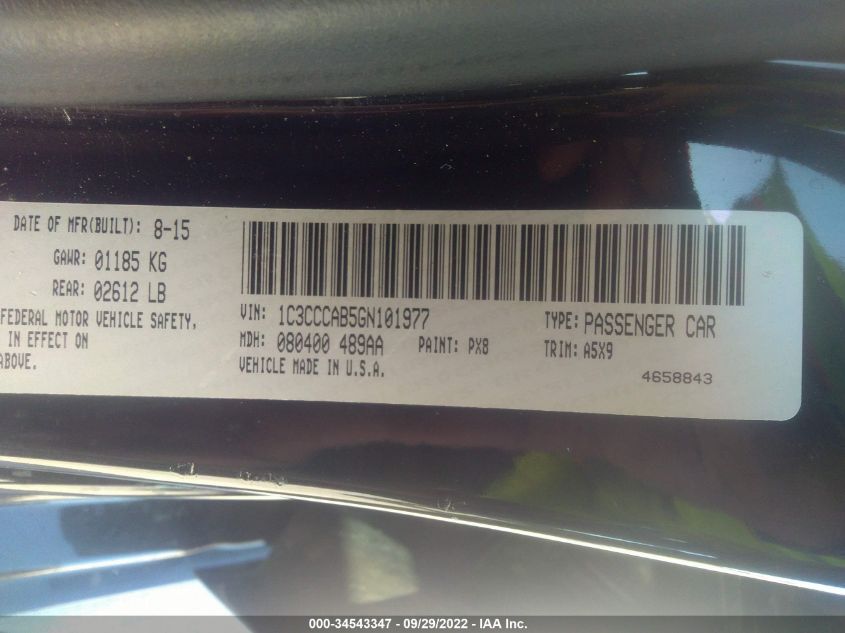 DATE OF MFR(BUILT): 8-15
GAWR: 01185 KG
REAR: 02612 LB
FEDERAL MOTOR VEHICLE SAFETY,
IN EFFECT ON
ABOVE.
VIN: 1C3CCCAB5GN101977
TYPE: PASSENGER CAR
MDH: 080400 489AA
PAINT: PX8
TRIM: A5X9
VEHICLE MADE IN U.S.A.
4658843
000-34543347 - 09/29/2022 - IAA Inc.